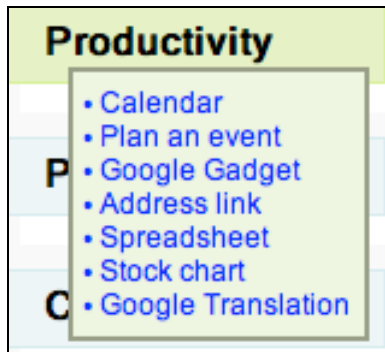 Productivity
• Calendar
• Plan an event
P
• Google Gadget
• Address link
• Spreadsheet
• Stock chart
C
• Google Translation